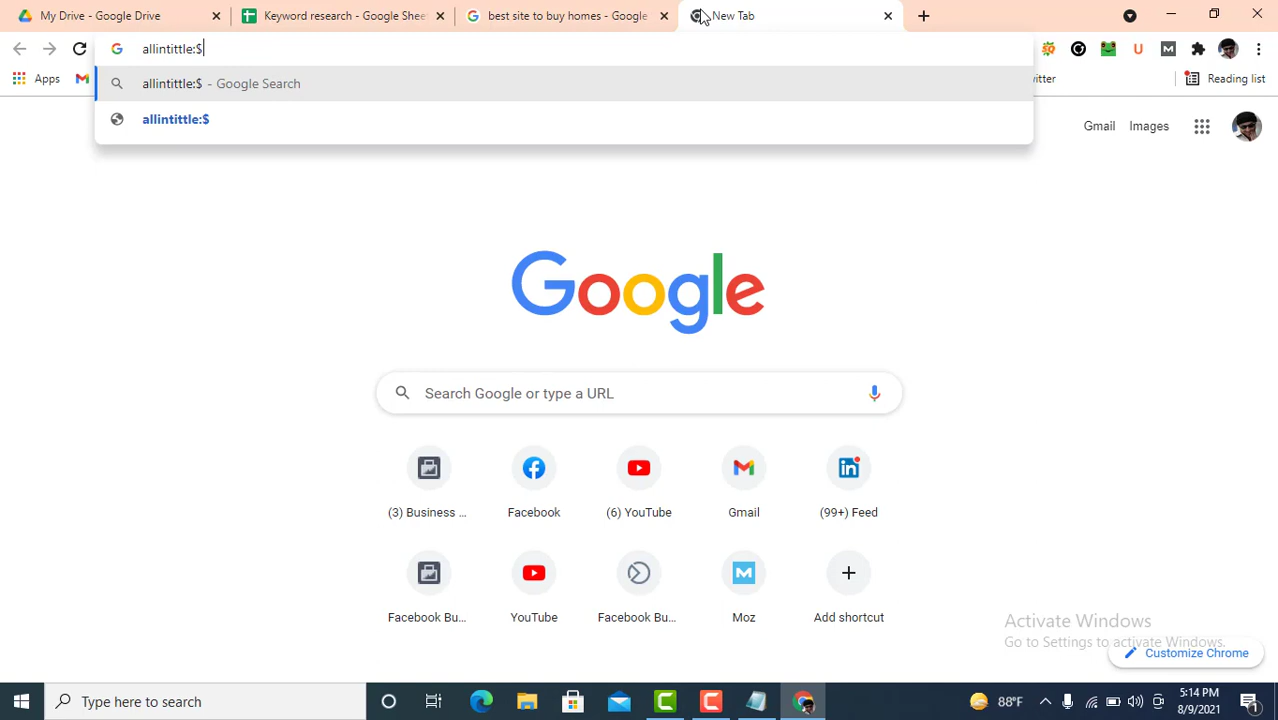 My Drive - Google Drive
Keyword research - Google Shee
best site to buy homes - Google
New Tab
allintittle:$
allintittle:$ - Google Search
allintittle:$
Apps
witter
Reading list
Gmail
Images
Google
Search Google or type a URL
(3) Business ...
Facebook
(6) YouTube
Gmail
(99+) Feed
Facebook Bu...
YouTube
Facebook Bu...
Moz
Add shortcut
Activate Windows
Go to Settings to activate Windows.
Customize Chrome
Type here to search
88°F
5:14 PM
8/9/2021
1